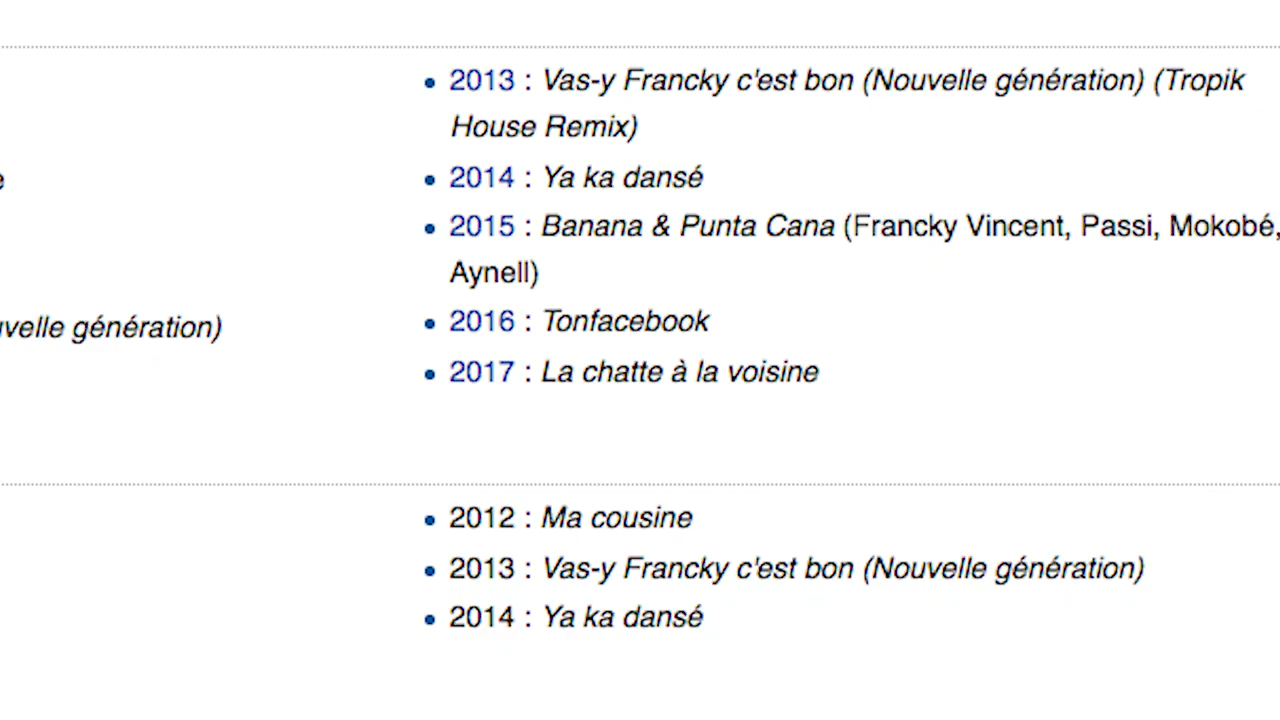 2013 : Vas-y Francky c'est bon (Nouvelle génération) (Tropik
House Remix)
2014 : Ya ka dansé
2015 : Banana & Punta Cana (Francky Vincent, Passi, Mokobé,
Aynell)
génération)
2016 : Tonfacebook
2017 : La chatte à la voisine
2012 : Ma cousine
2013 : Vas-y Francky c'est bon (Nouvelle génération)
2014 : Ya ka dansé